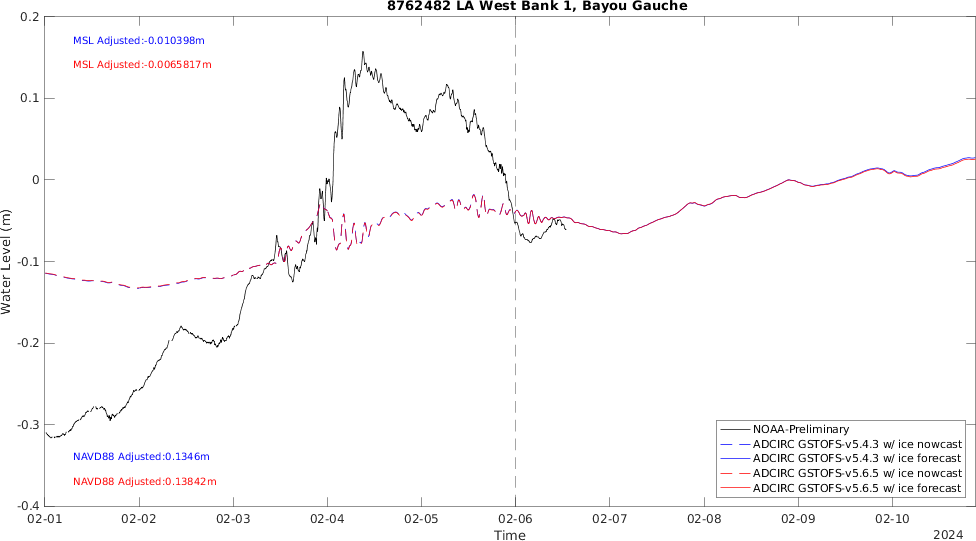 8762482 LA West Bank 1, Bayou Gauche
0.2
MSL Adjusted:-0.010398m
MSL Adjusted:-0.0065817m
0.1
0
-0.1
Water Level (m)
-0.2
-0.3
NAVD88 Adjusted:0.1346m
NAVD88 Adjusted:0.13842m
NOAA-Preliminary
ADCIRC GSTOFS-v5.4.3 w/ ice nowcast
ADCIRC GSTOFS-v5.4.3 w/ ice forecast
ADCIRC GSTOFS-v5.6.5 w/ ice nowcast
ADCIRC GSTOFS-v5.6.5 w/ ice forecast
-0.4
02-01 02-02 02-03 02-04 02-05 02-06 02-07 02-08 02-09 02-10
Time
2024